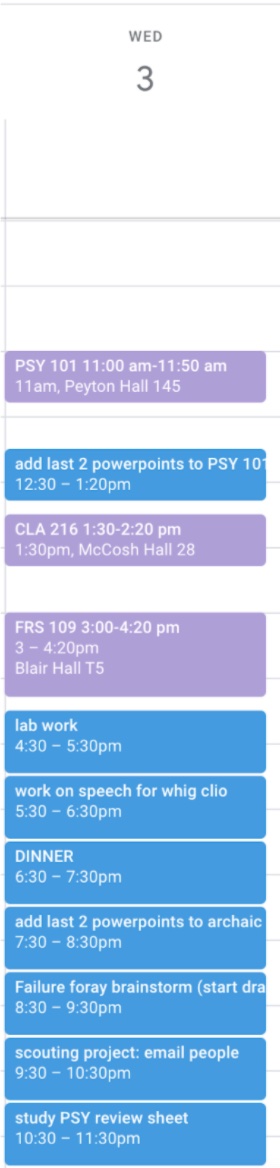 WED
3
PSY 101 11:00 am-11:50 am
11am, Peyton Hall 145
add last 2 powerpoints to PSY 101
12:30 – 1:20pm
CLA 216 1:30-2:20 pm
1:30pm, McCosh Hall 28
FRS 109 3:00-4:20 pm
3 – 4:20pm
Blair Hall T5
lab work
4:30 – 5:30pm
work on speech for whig clio
5:30 – 6:30pm
DINNER
6:30 – 7:30pm
add last 2 powerpoints to archaic
7:30 – 8:30pm
Failure foray brainstorm (start dra
8:30 – 9:30pm
scouting project: email people
9:30 – 10:30pm
study PSY review sheet
10:30 – 11:30pm